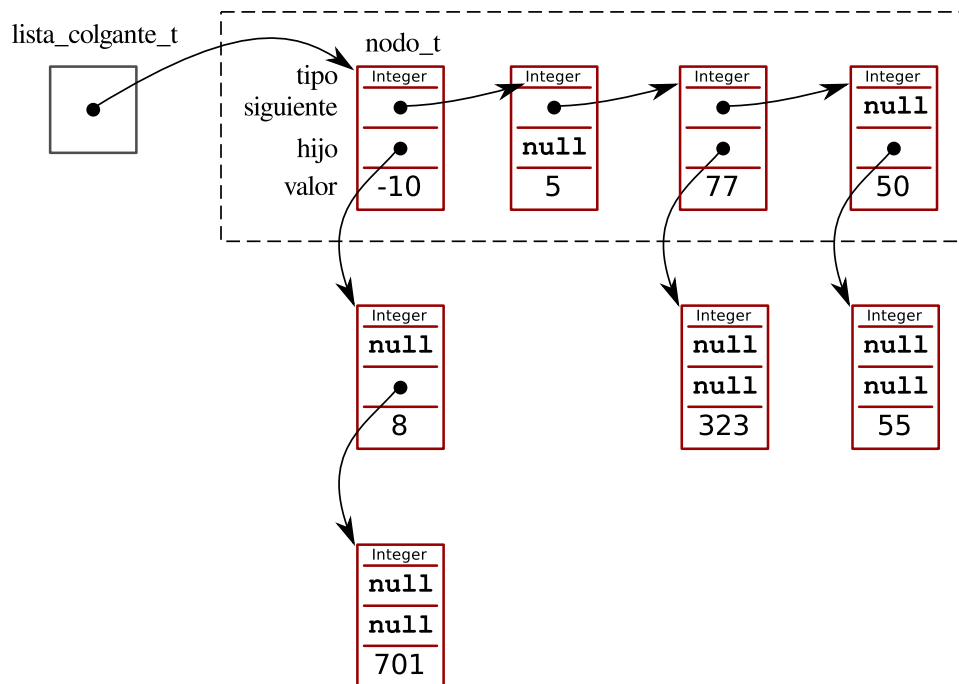 lista_colgante_t
nodo_t
tipo Integer Integer Integer Integer
siguiente null
hijo null
valor -10 5 77 50
Integer Integer Integer
null null null
null null
8 323 55
Integer
null
null
701